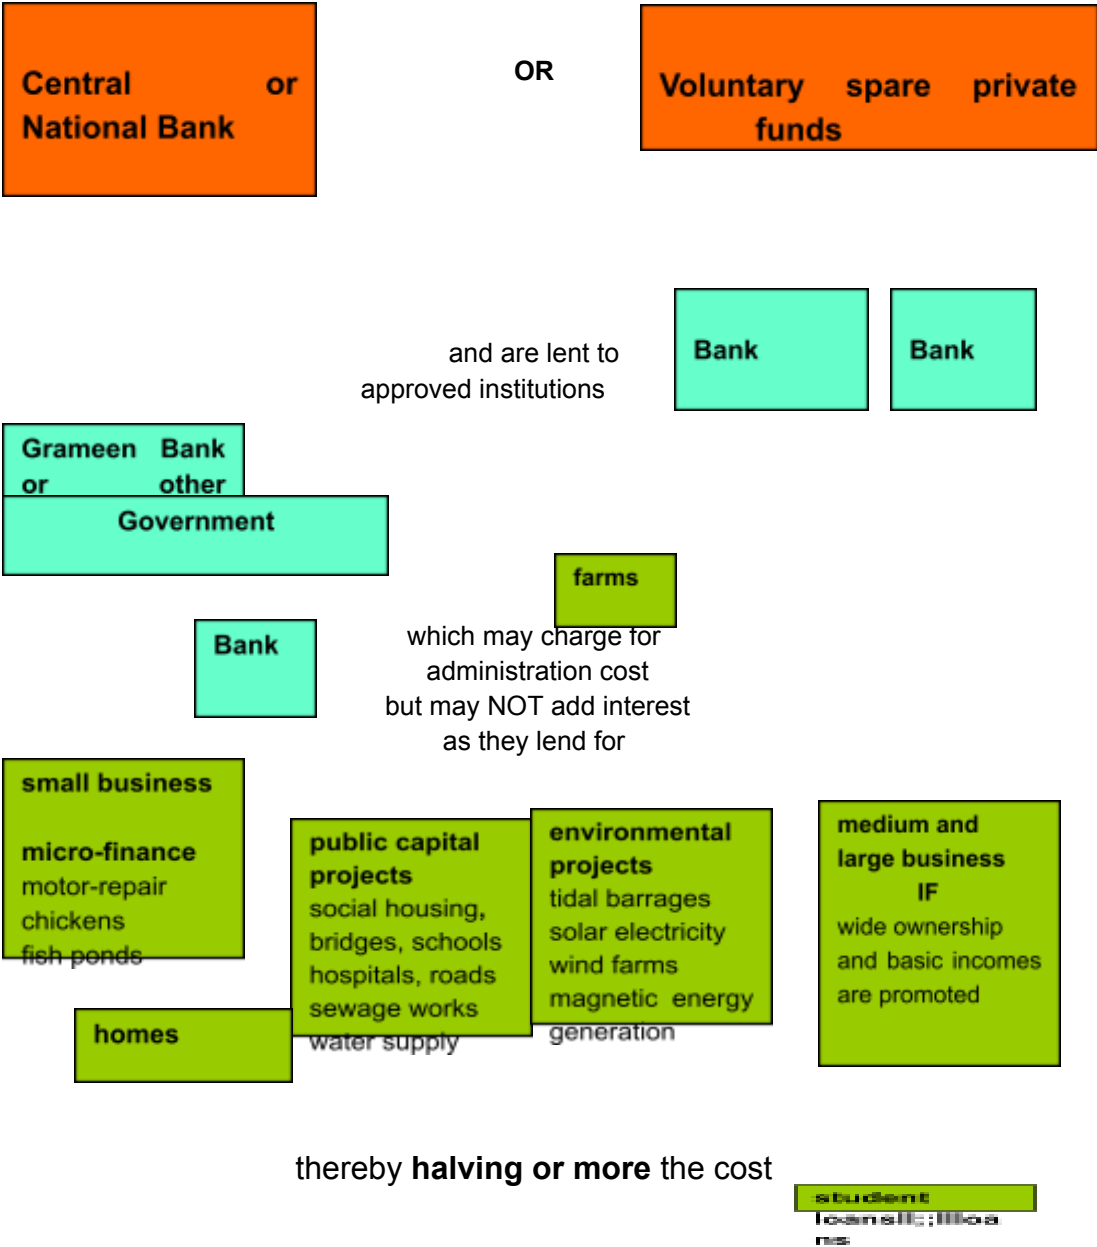 Central or
National Bank
OR
Voluntary spare private
funds
and are lent to
approved institutions
Bank
Bank
Grameen Bank
or other
Government
farms
Bank
which may charge for
administration cost
but may NOT add interest
as they lend for
small business
micro-finance
motor-repair
chickens
fish ponds
public capital
projects
social housing,
bridges, schools
hospitals, roads
sewage works
water supply
environmental
projects
tidal barrages
solar electricity
wind farms
magnetic energy
generation
medium and
large business
IF
wide ownership
and basic incomes
are promoted
homes
thereby halving or more the cost
student